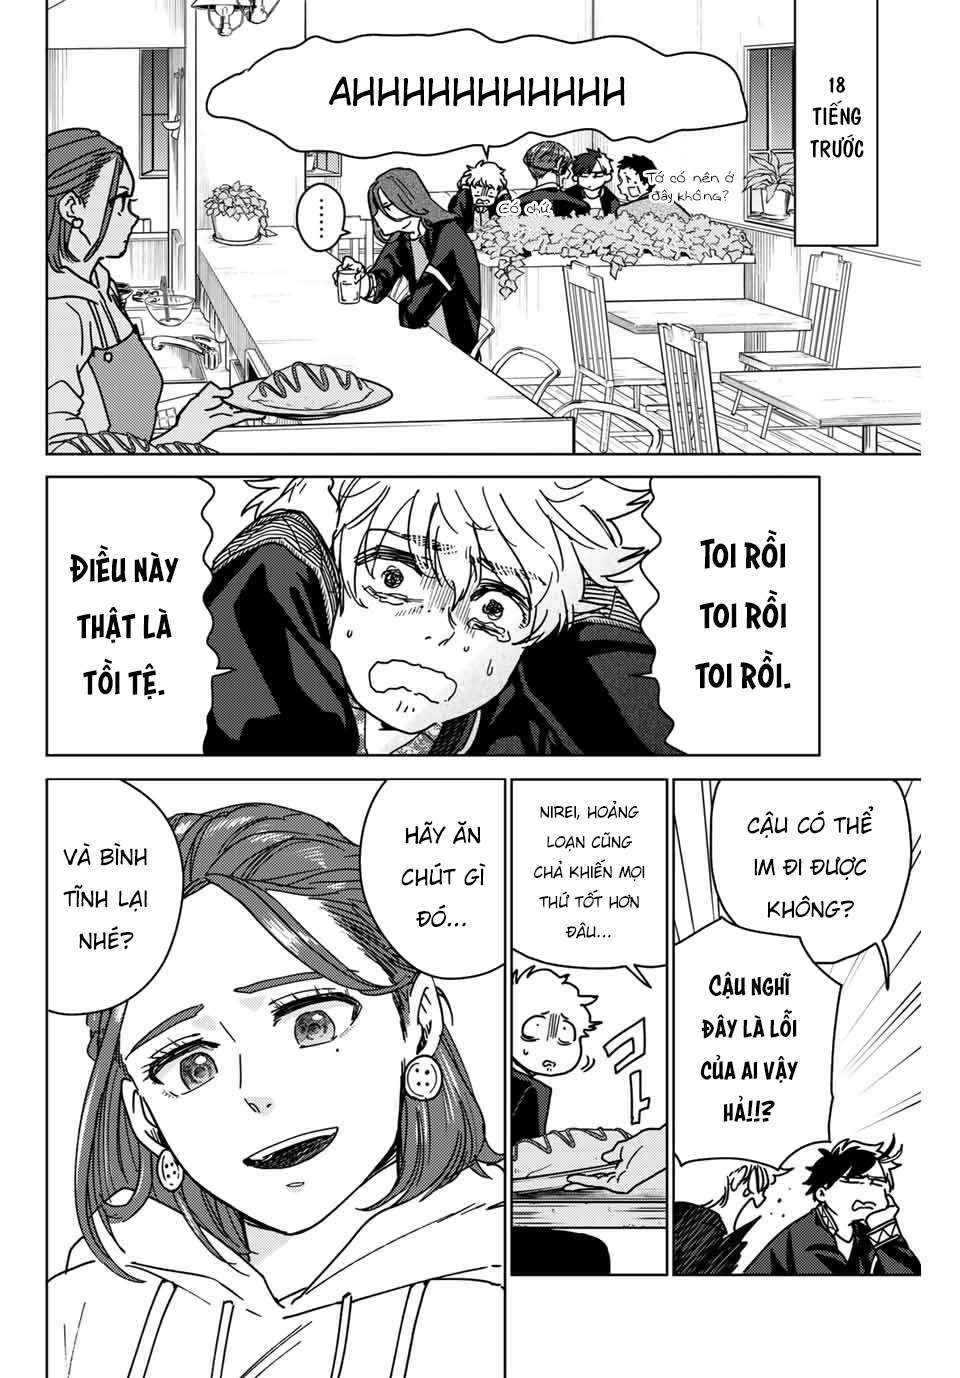 18
TIẾNG
TRƯỚC
AHHHHHHHHHHHH
Tớ có nên ở
đây không?
Có chứ
........
TOI RỒI
TOI RỒI
TOI RỒI.
ĐIỀU NÀY
THẬT LÀ
TỒI TỆ.
CẬU CÓ THỂ
IM ĐI ĐƯỢC
KHÔNG?
CẬU NGHĨ
ĐÂY LÀ LỖI
CỦA AI VẬY
HẢ!!?
NIREI, HOẢNG
LOẠN CŨNG
CHẢ KHIẾN MỌI
THỨ TỐT HƠN
ĐÂU...
コト
HÃY ĂN
CHÚT GÌ
ĐÓ...
VÀ BÌNH
TĨNH LẠI
NHÉ?